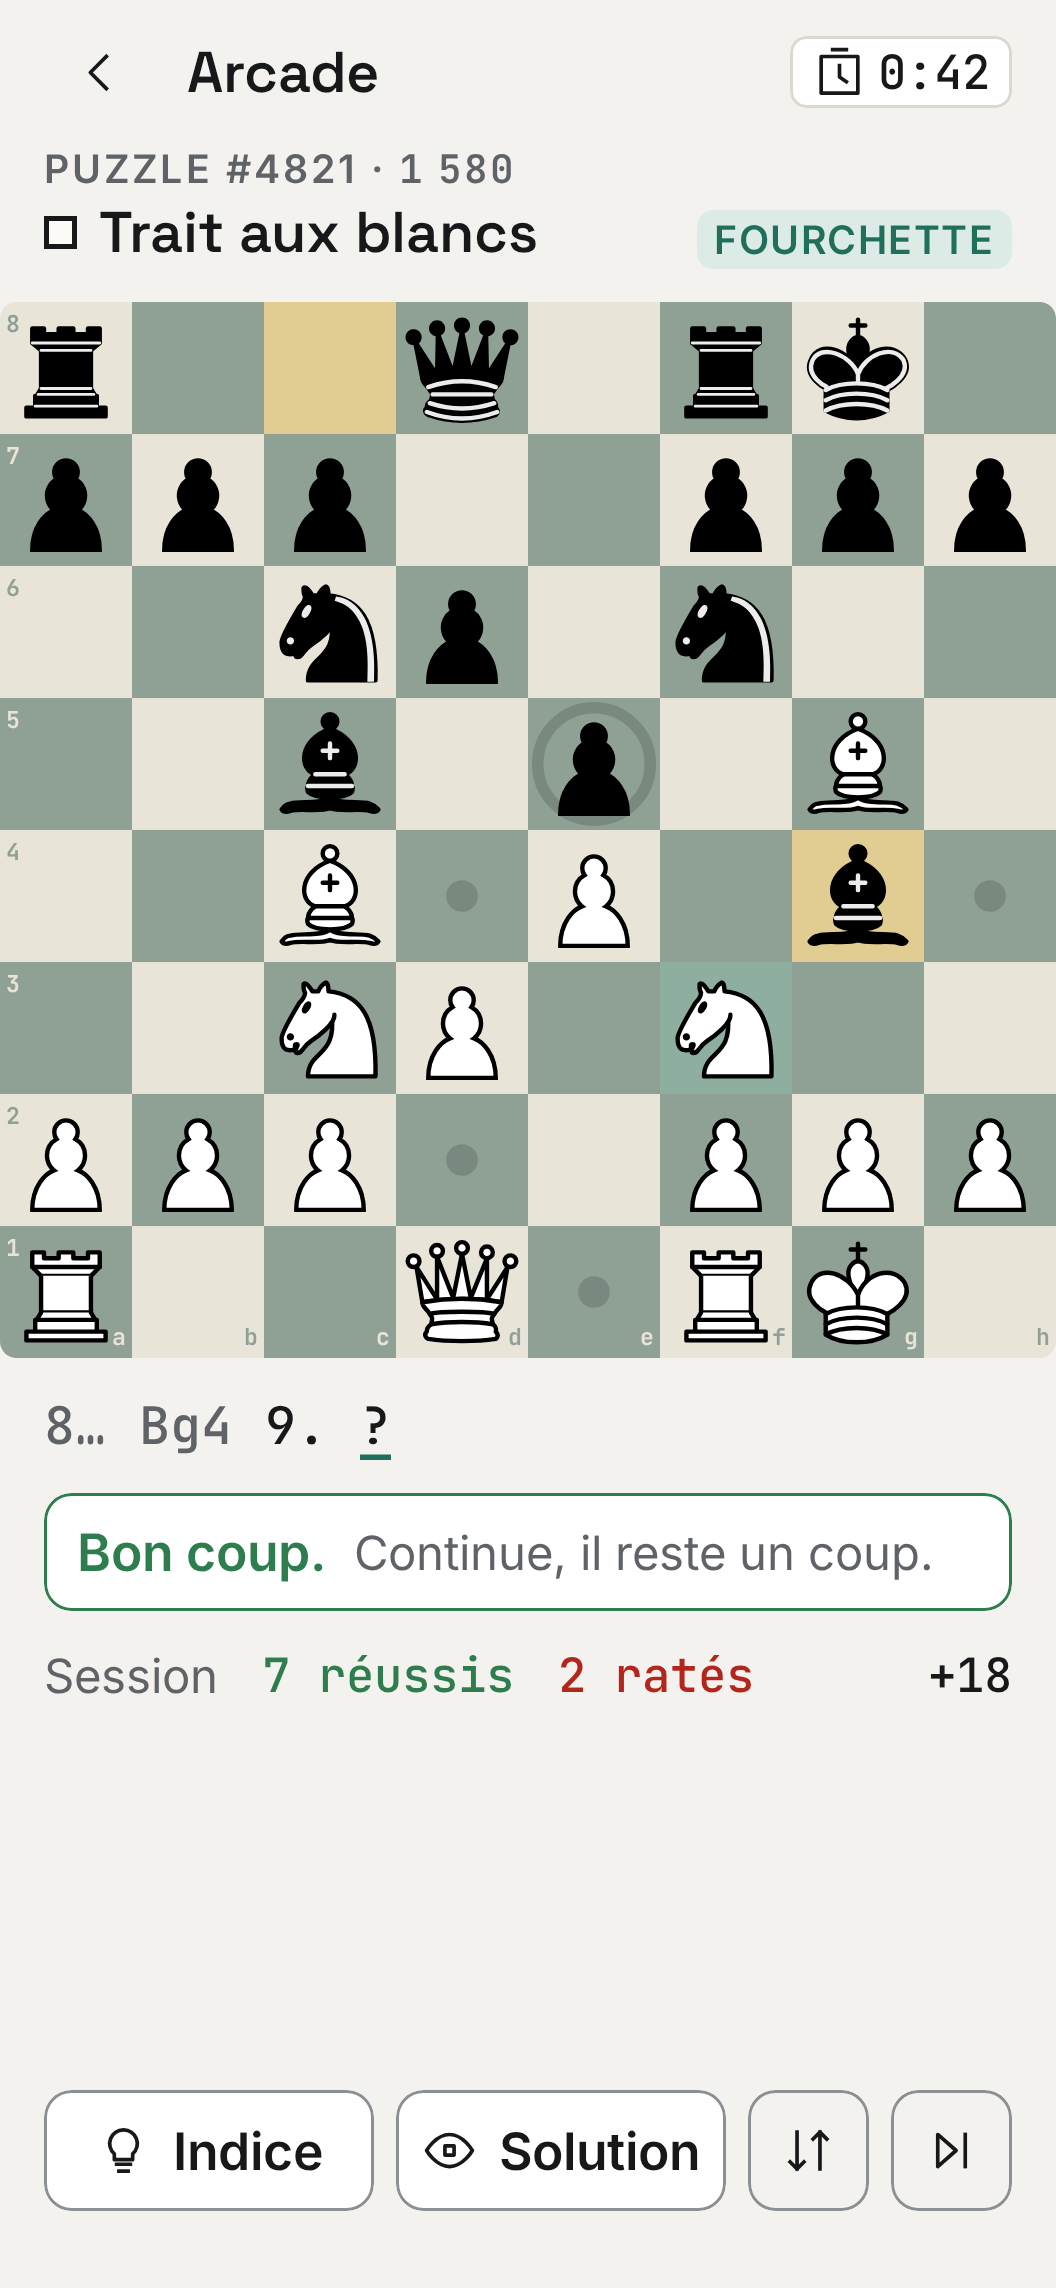 Arcade
0:42
PUZZLE #4821 · 1 580
Trait aux blancs
FOURCHETTE
8
7
6
5
4
3
2
1
a b c d e f g h
8… Bg4 9. ?
Bon coup. Continue, il reste un coup.
Session 7 réussis 2 ratés +18
Indice
Solution